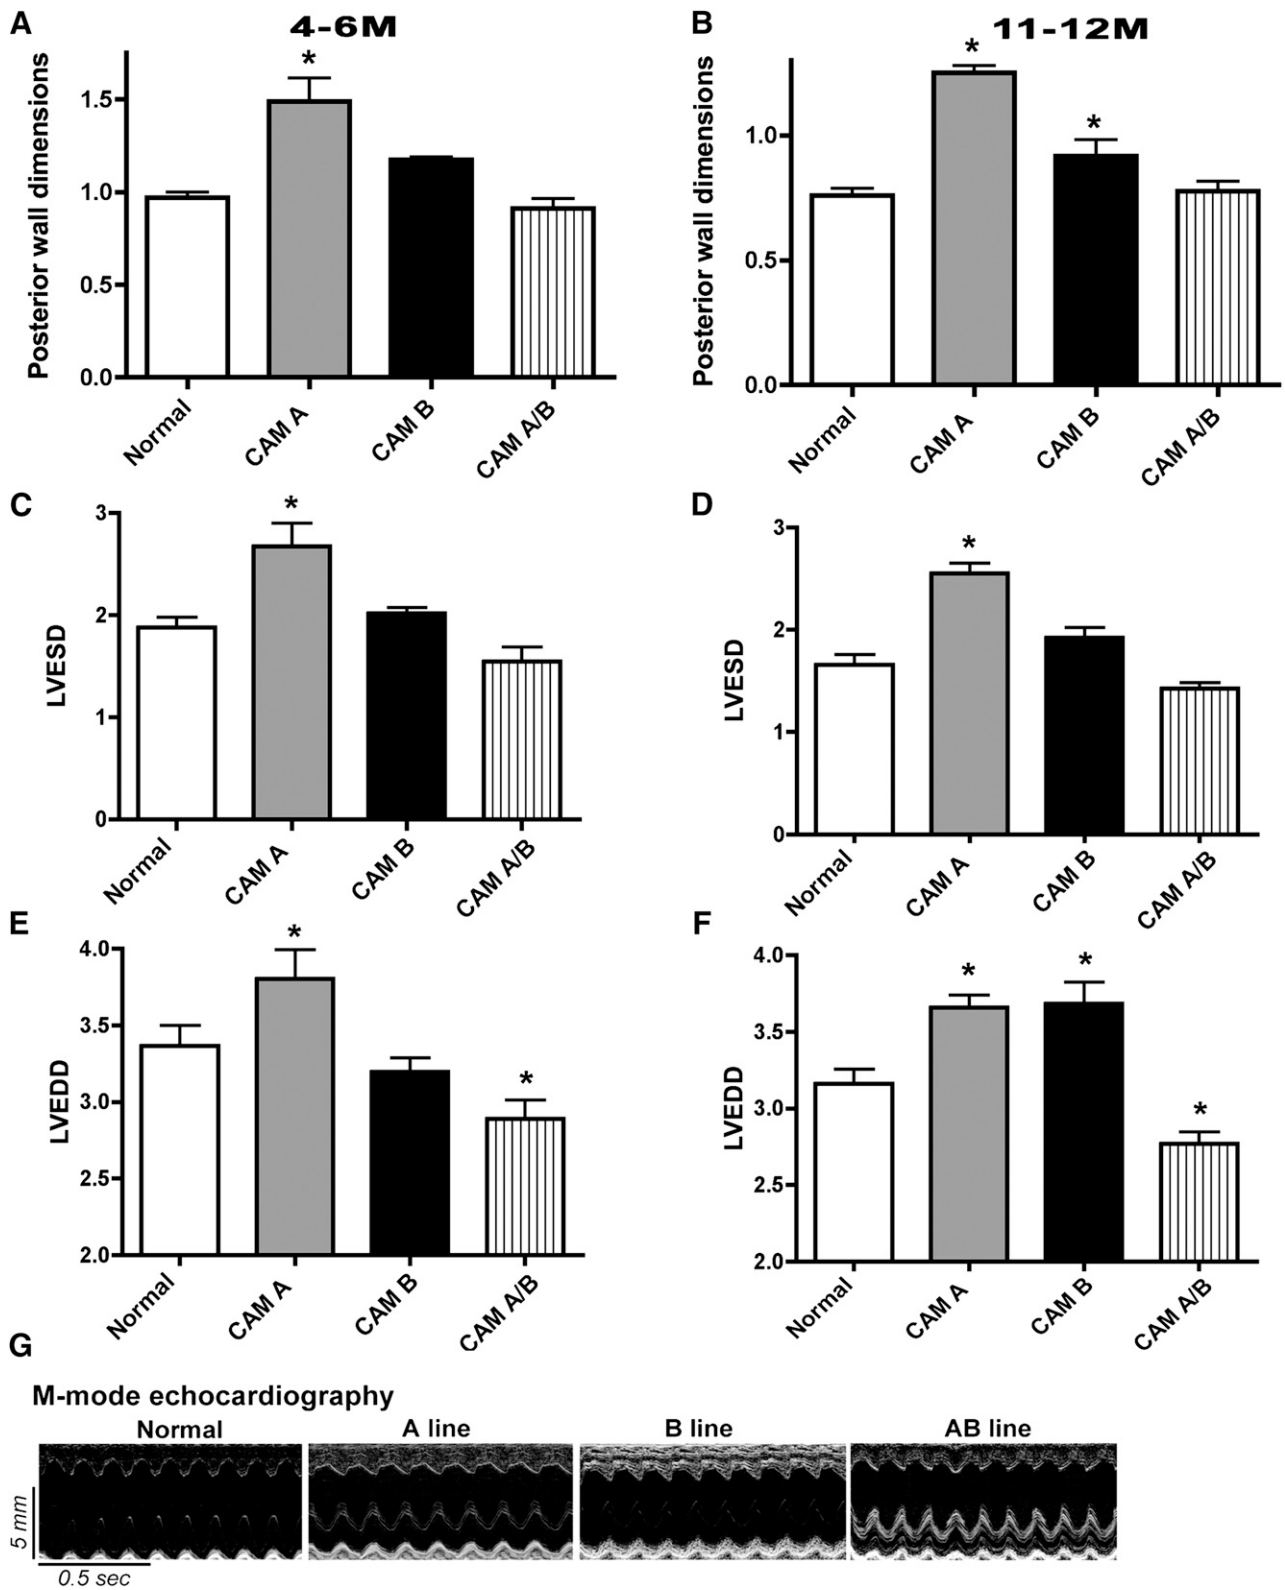 A
4-6M
B
11-12M
Posterior wall dimensions
1.5
1.0
0.5
0.0
*
Normal
CAM A
CAM B
CAM A/B
Posterior wall dimensions
1.0
0.5
0.0
*
*
Normal
CAM A
CAM B
CAM A/B
C
LVESD
3
2
1
0
*
Normal
CAM A
CAM B
CAM A/B
D
LVESD
3
2
1
0
*
Normal
CAM A
CAM B
CAM A/B
E
LVEDD
4.0
3.5
3.0
2.5
2.0
*
*
Normal
CAM A
CAM B
CAM A/B
F
LVEDD
4.0
3.5
3.0
2.5
2.0
*
*
*
Normal
CAM A
CAM B
CAM A/B
G
M-mode echocardiography
Normal
A line
B line
AB line
5 mm
0.5 sec